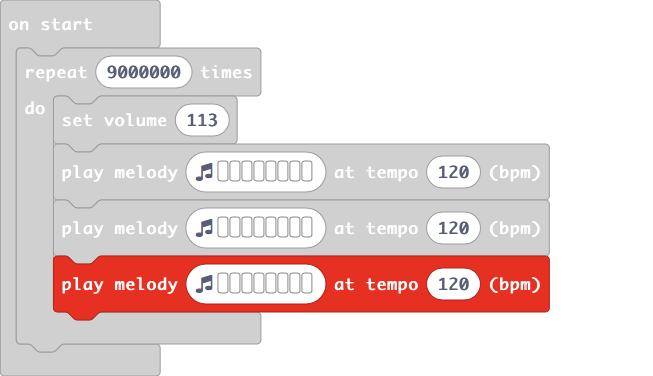 on start
repeat 9000000 times
do
set volume 113
play melody at tempo 120 (bpm)
play melody at tempo 120 (bpm)
play melody at tempo 120 (bpm)